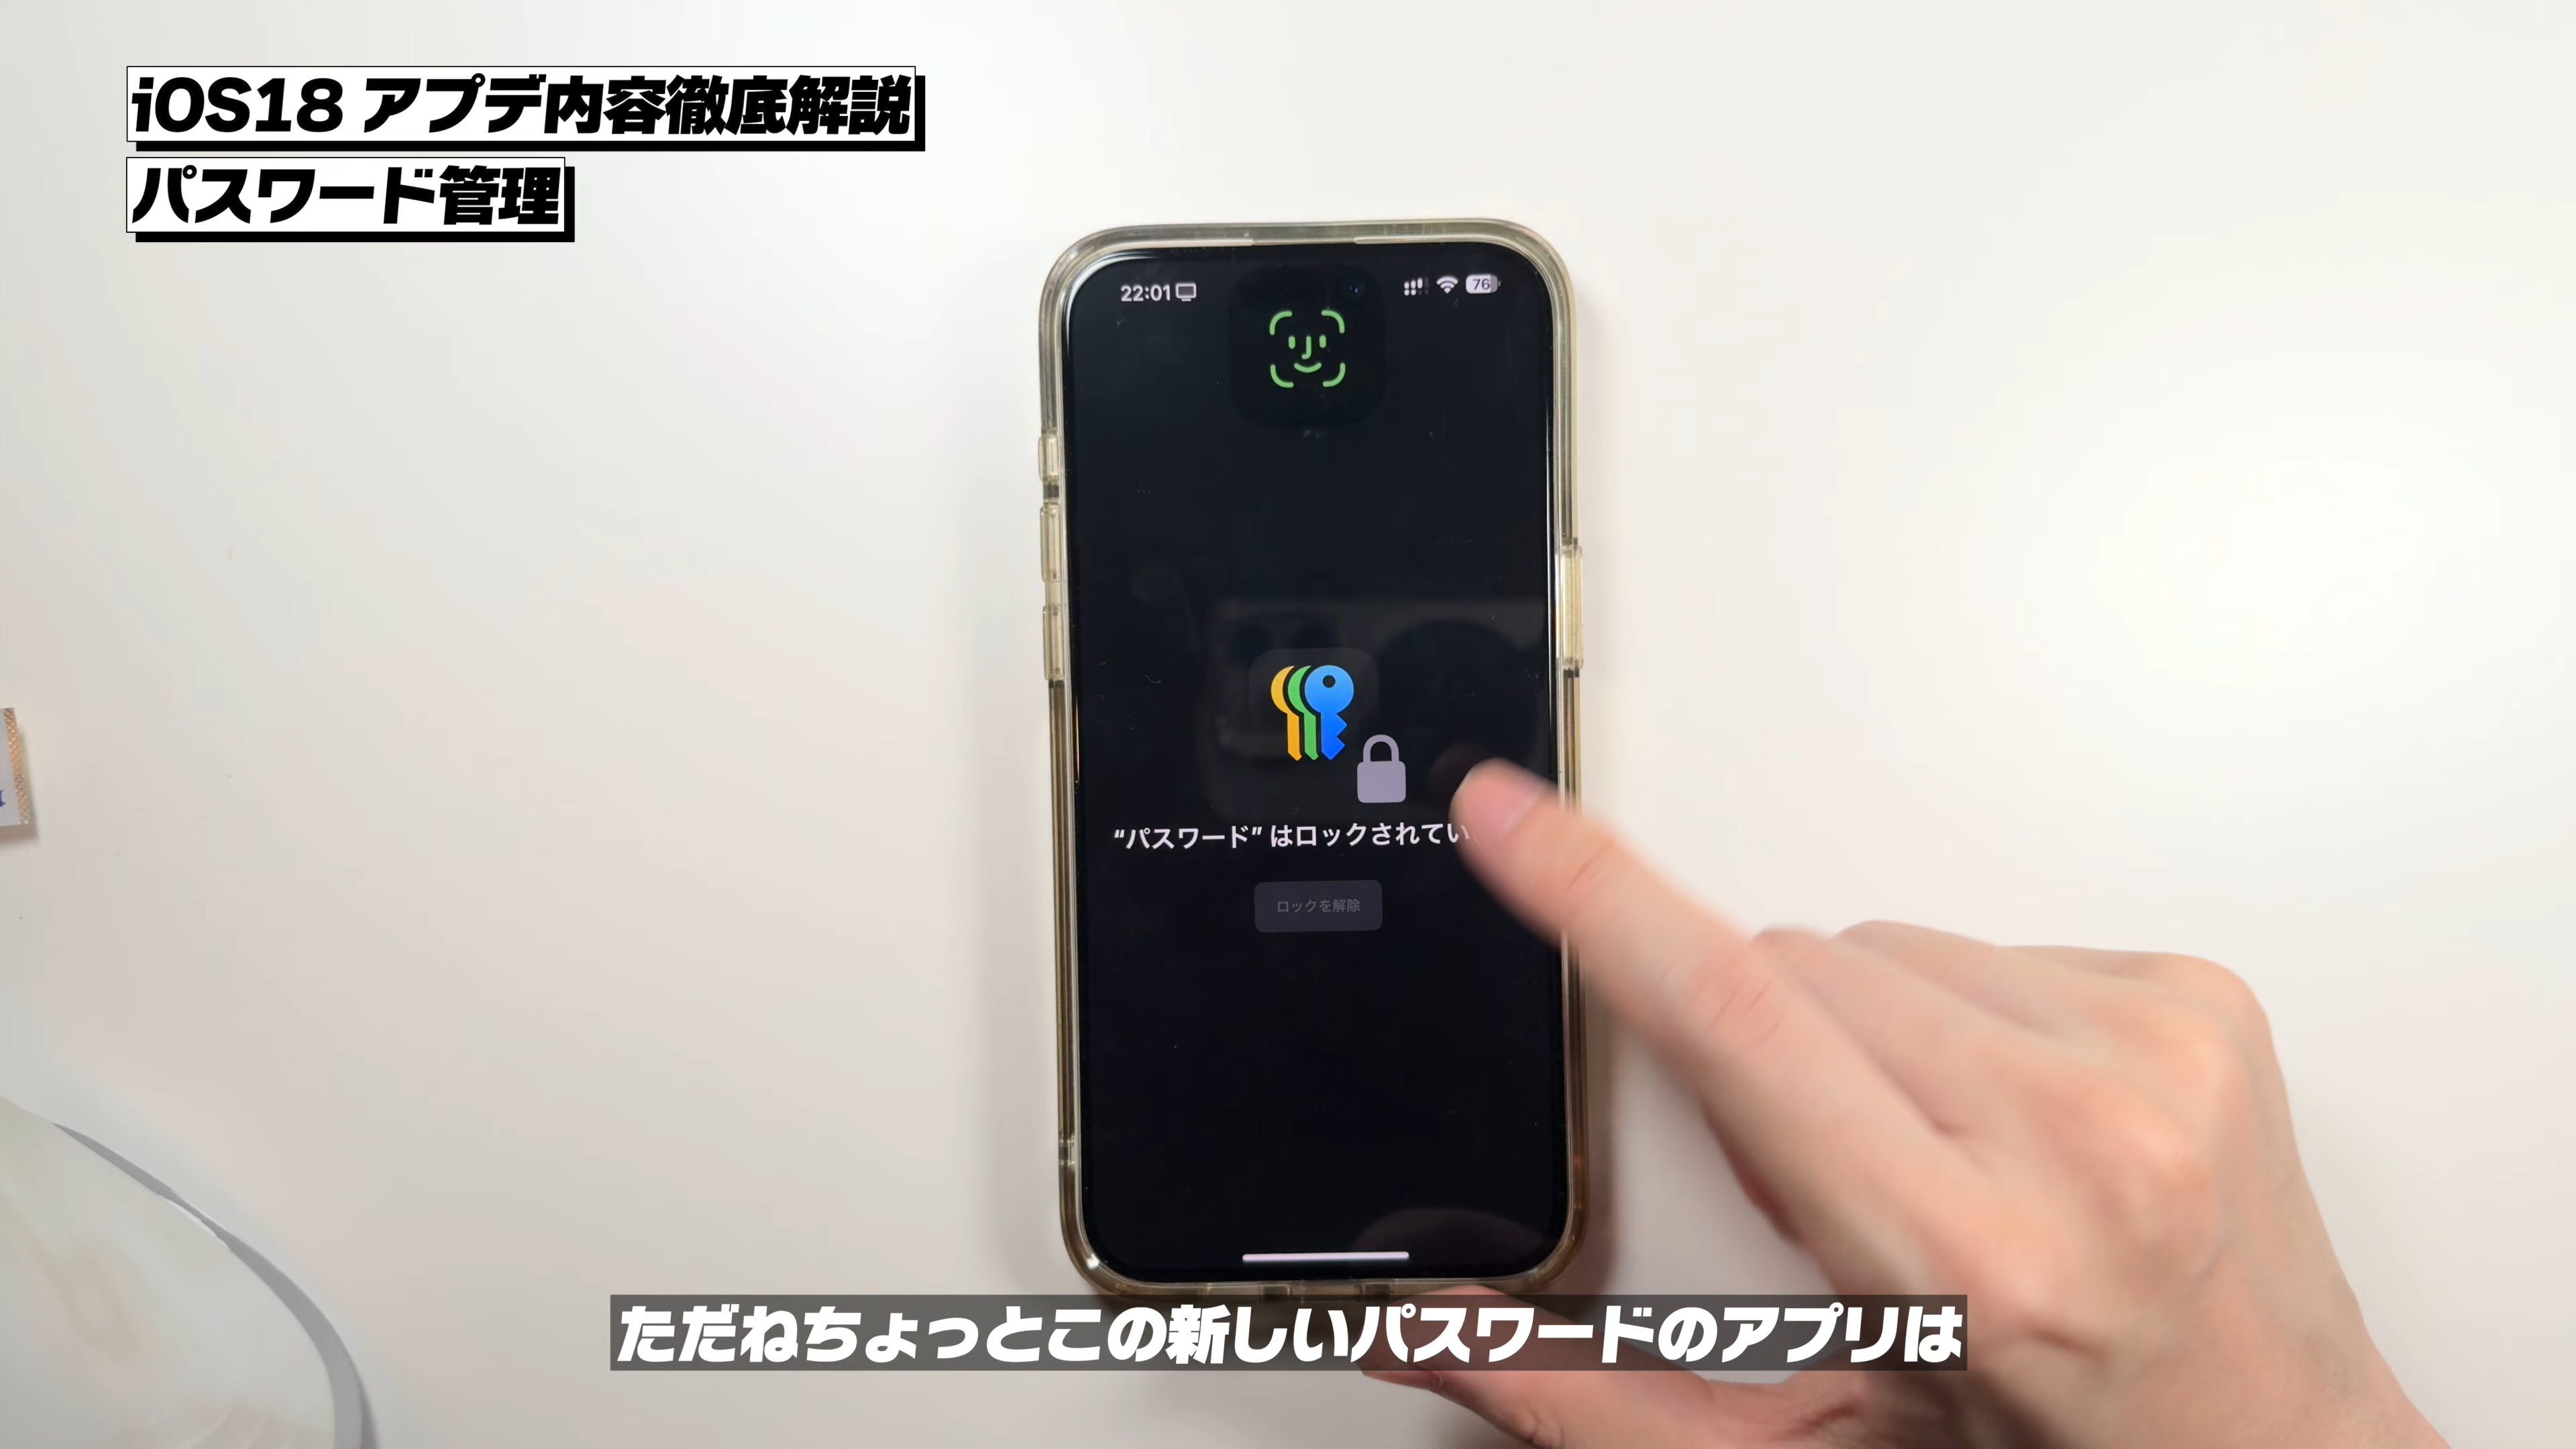 iOS18 アプデ内容徹底解説
パスワード管理
22:01
76
“パスワード” はロックされてい
ロックを解除
ただねちょっとこの新しいパスワードのアプリは